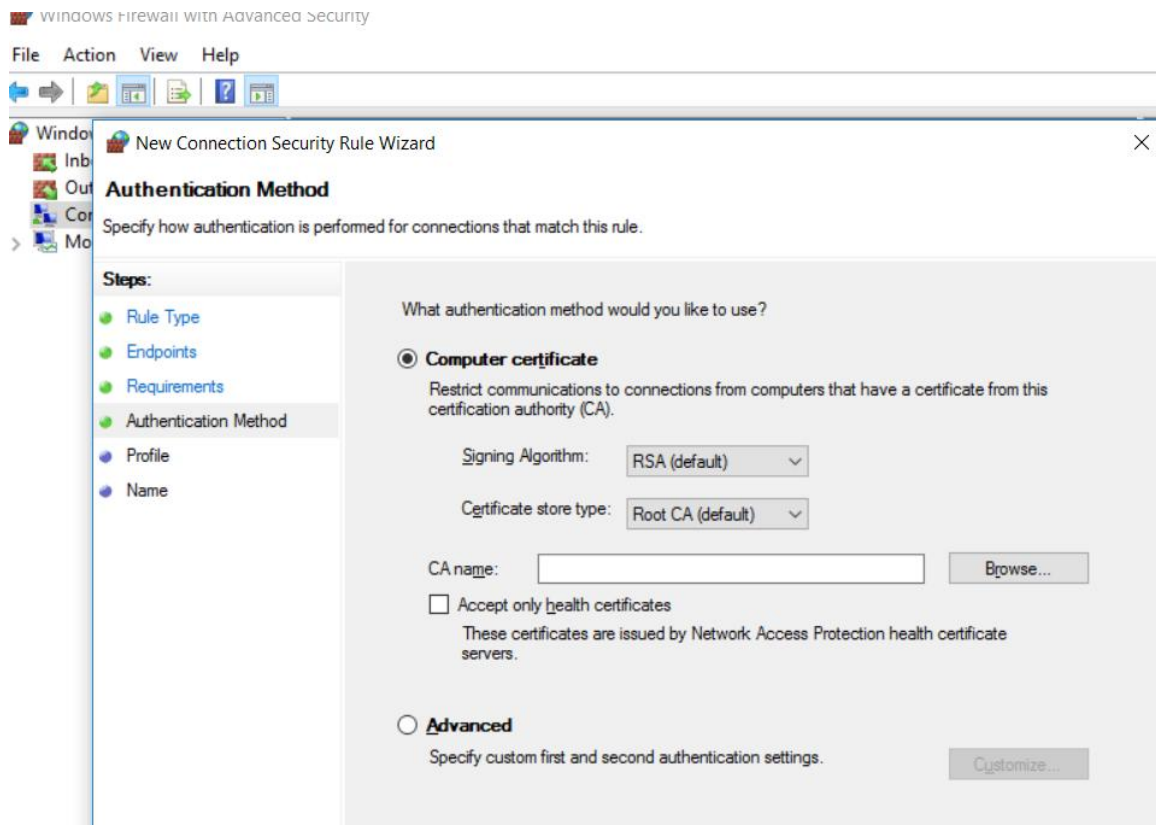 Windows Firewall with Advanced Security
File Action View Help
Window
New Connection Security Rule Wizard
Inb
Out
Con
Mo
Authentication Method
Specify how authentication is performed for connections that match this rule.
Steps:
Rule Type
Endpoints
Requirements
Authentication Method
Profile
Name
What authentication method would you like to use?
Computer certificate
Restrict communications to connections from computers that have a certificate from this
certification authority (CA).
Signing Algorithm: RSA (default)
Certificate store type: Root CA (default)
CA name: Browse...
Accept only health certificates
These certificates are issued by Network Access Protection health certificate
servers.
Advanced
Specify custom first and second authentication settings.
Customize...